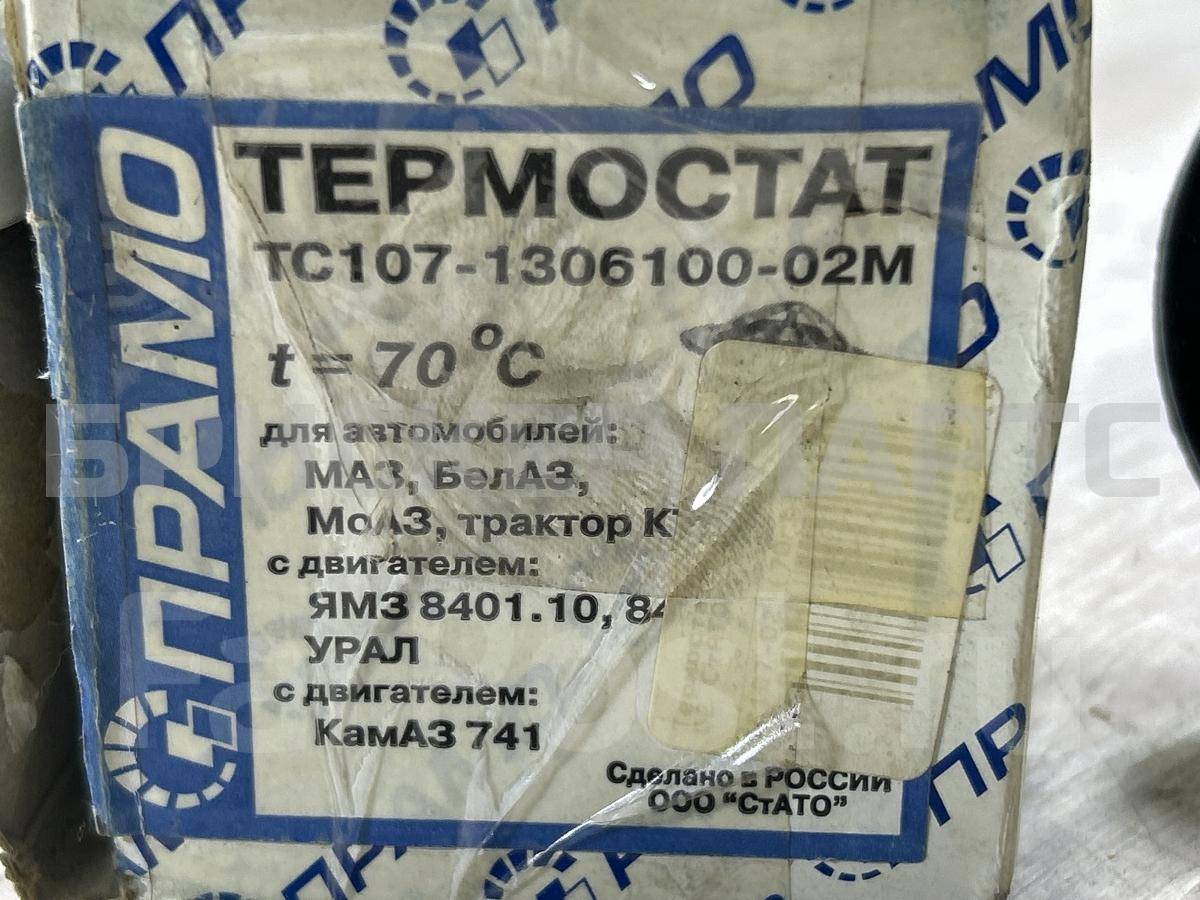 ПРАМО
ТЕРМОСТАТ
ТС107-1306100-02М
t = 70 °C
для автомобилей:
МАЗ, БелАЗ,
МоАЗ, трактор К
с двигателем:
ЯМЗ 8401.10, 84
УРАЛ
с двигателем:
КамАЗ 741
Сделано в РОССИИ
ООО "СтАТО"